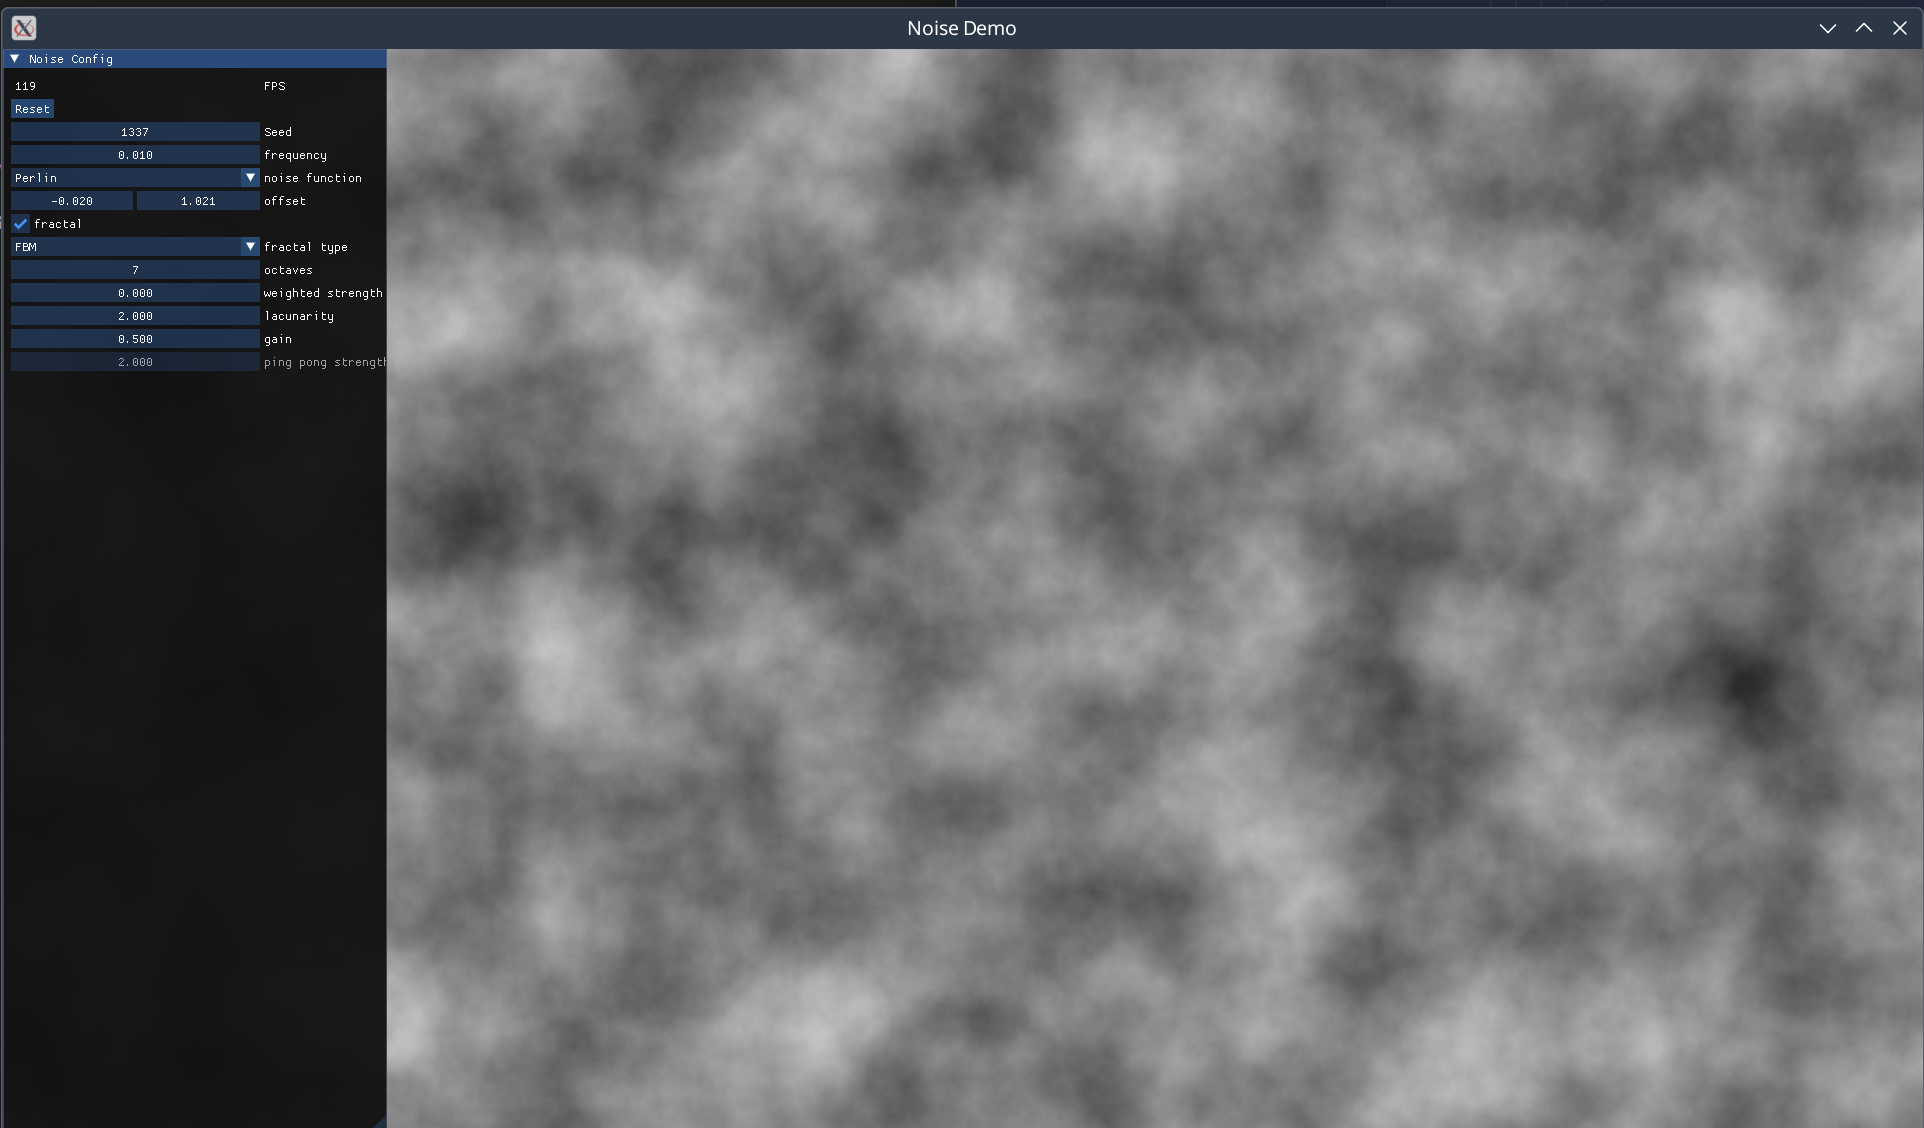 Noise Demo
Noise Config
119 FPS
Reset
1337 Seed
0.010 frequency
Perlin noise function
-0.020 1.021 offset
fractal
FBM fractal type
7 octaves
0.000 weighted strength
2.000 lacunarity
0.500 gain
2.000 ping pong strength